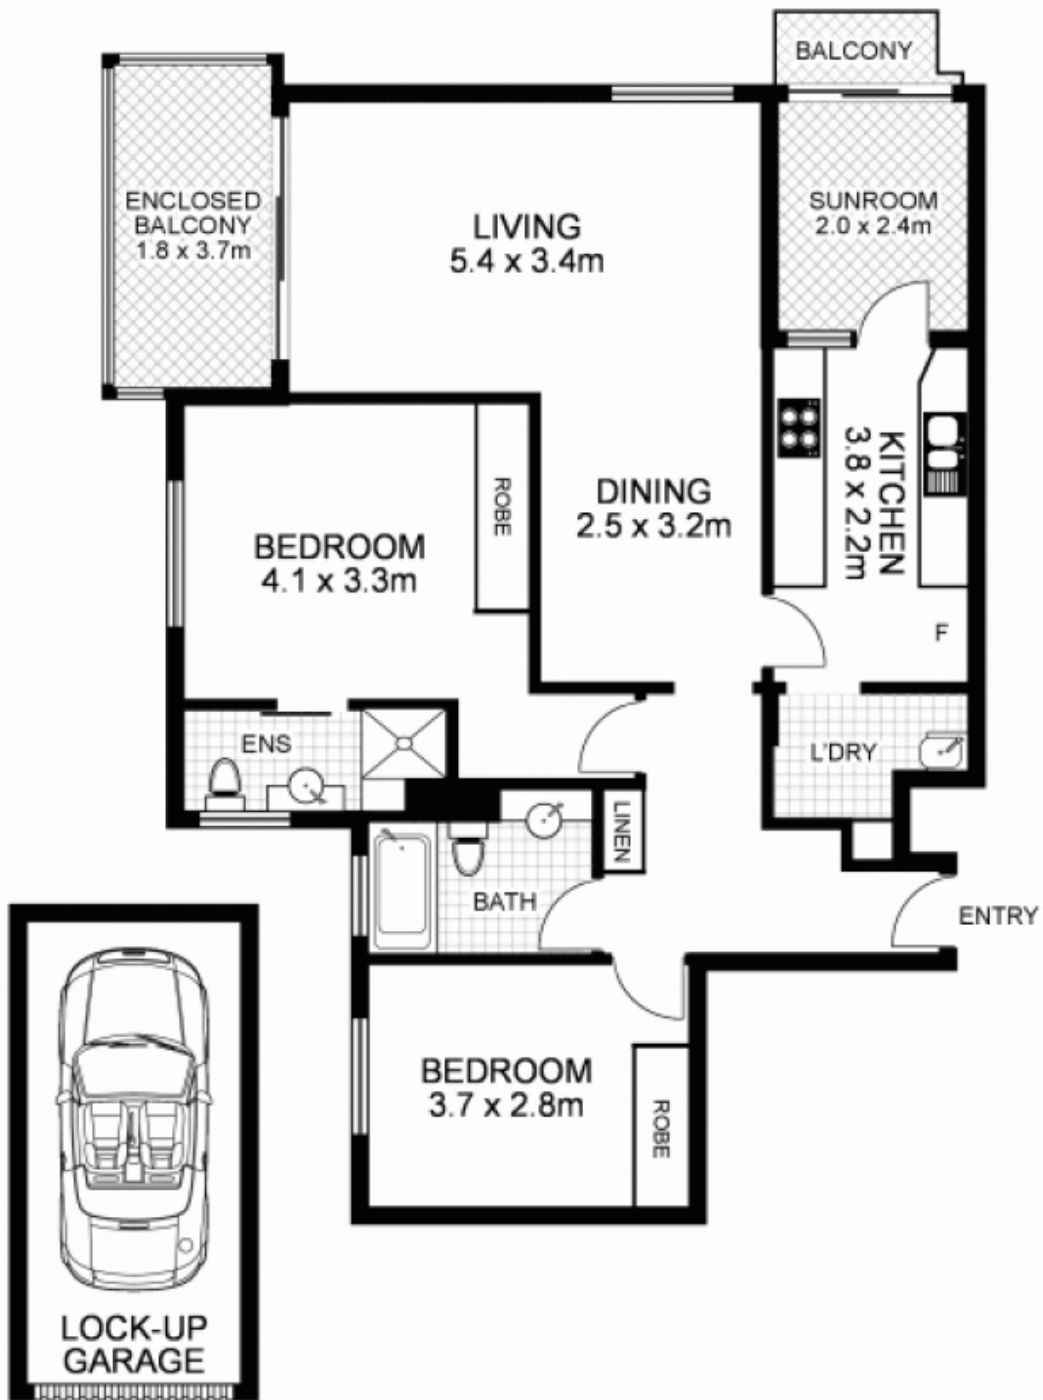 BALCONY
ENCLOSED
BALCONY
1.8 x 3.7m
LIVING
5.4 x 3.4m
SUNROOM
2.0 x 2.4m
ROBE
KITCHEN
3.8 x 2.2m
DINING
2.5 x 3.2m
BEDROOM
4.1 x 3.3m
F
ENS
L'DRY
LINEN
BATH
ENTRY
BEDROOM
3.7 x 2.8m
ROBE
LOCK-UP
GARAGE